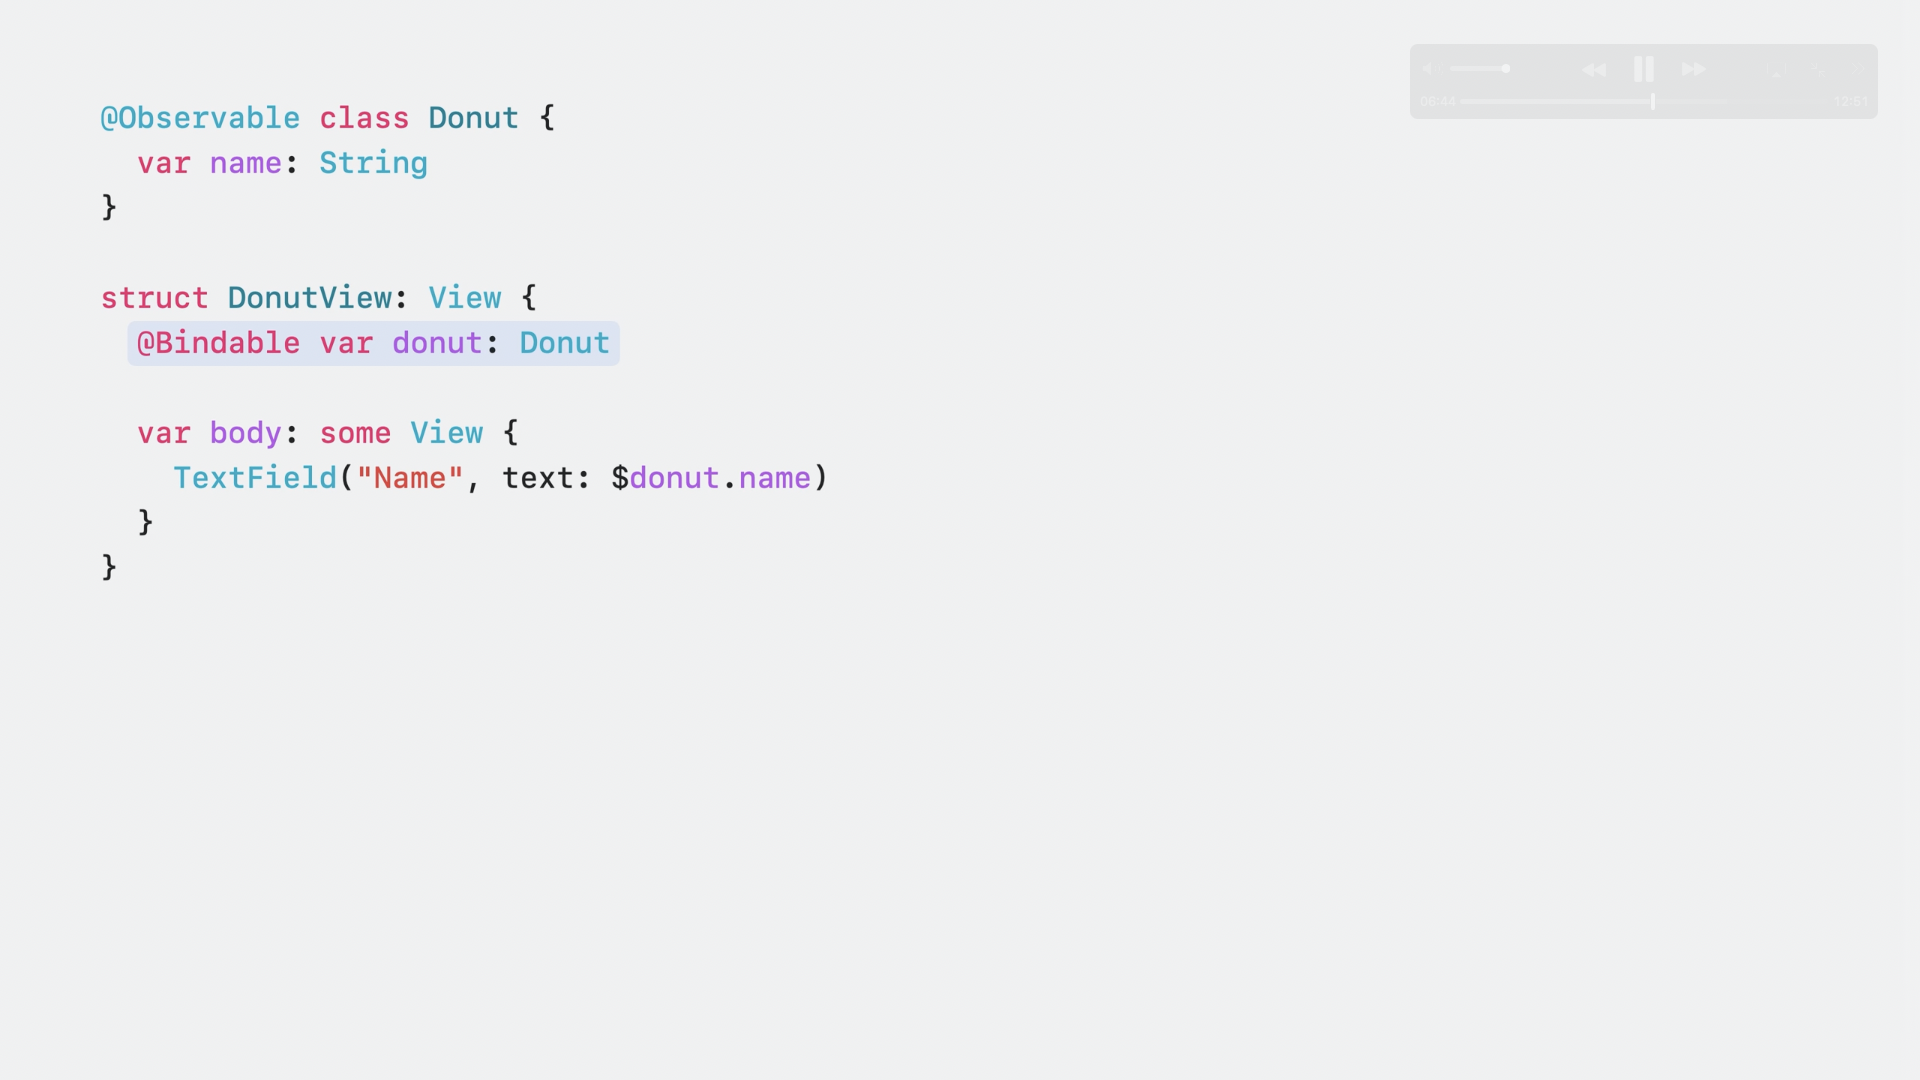 @Observable class Donut {
  var name: String
}

struct DonutView: View {
  @Bindable var donut: Donut

  var body: some View {
    TextField("Name", text: $donut.name)
  }
}
06:44
12:51